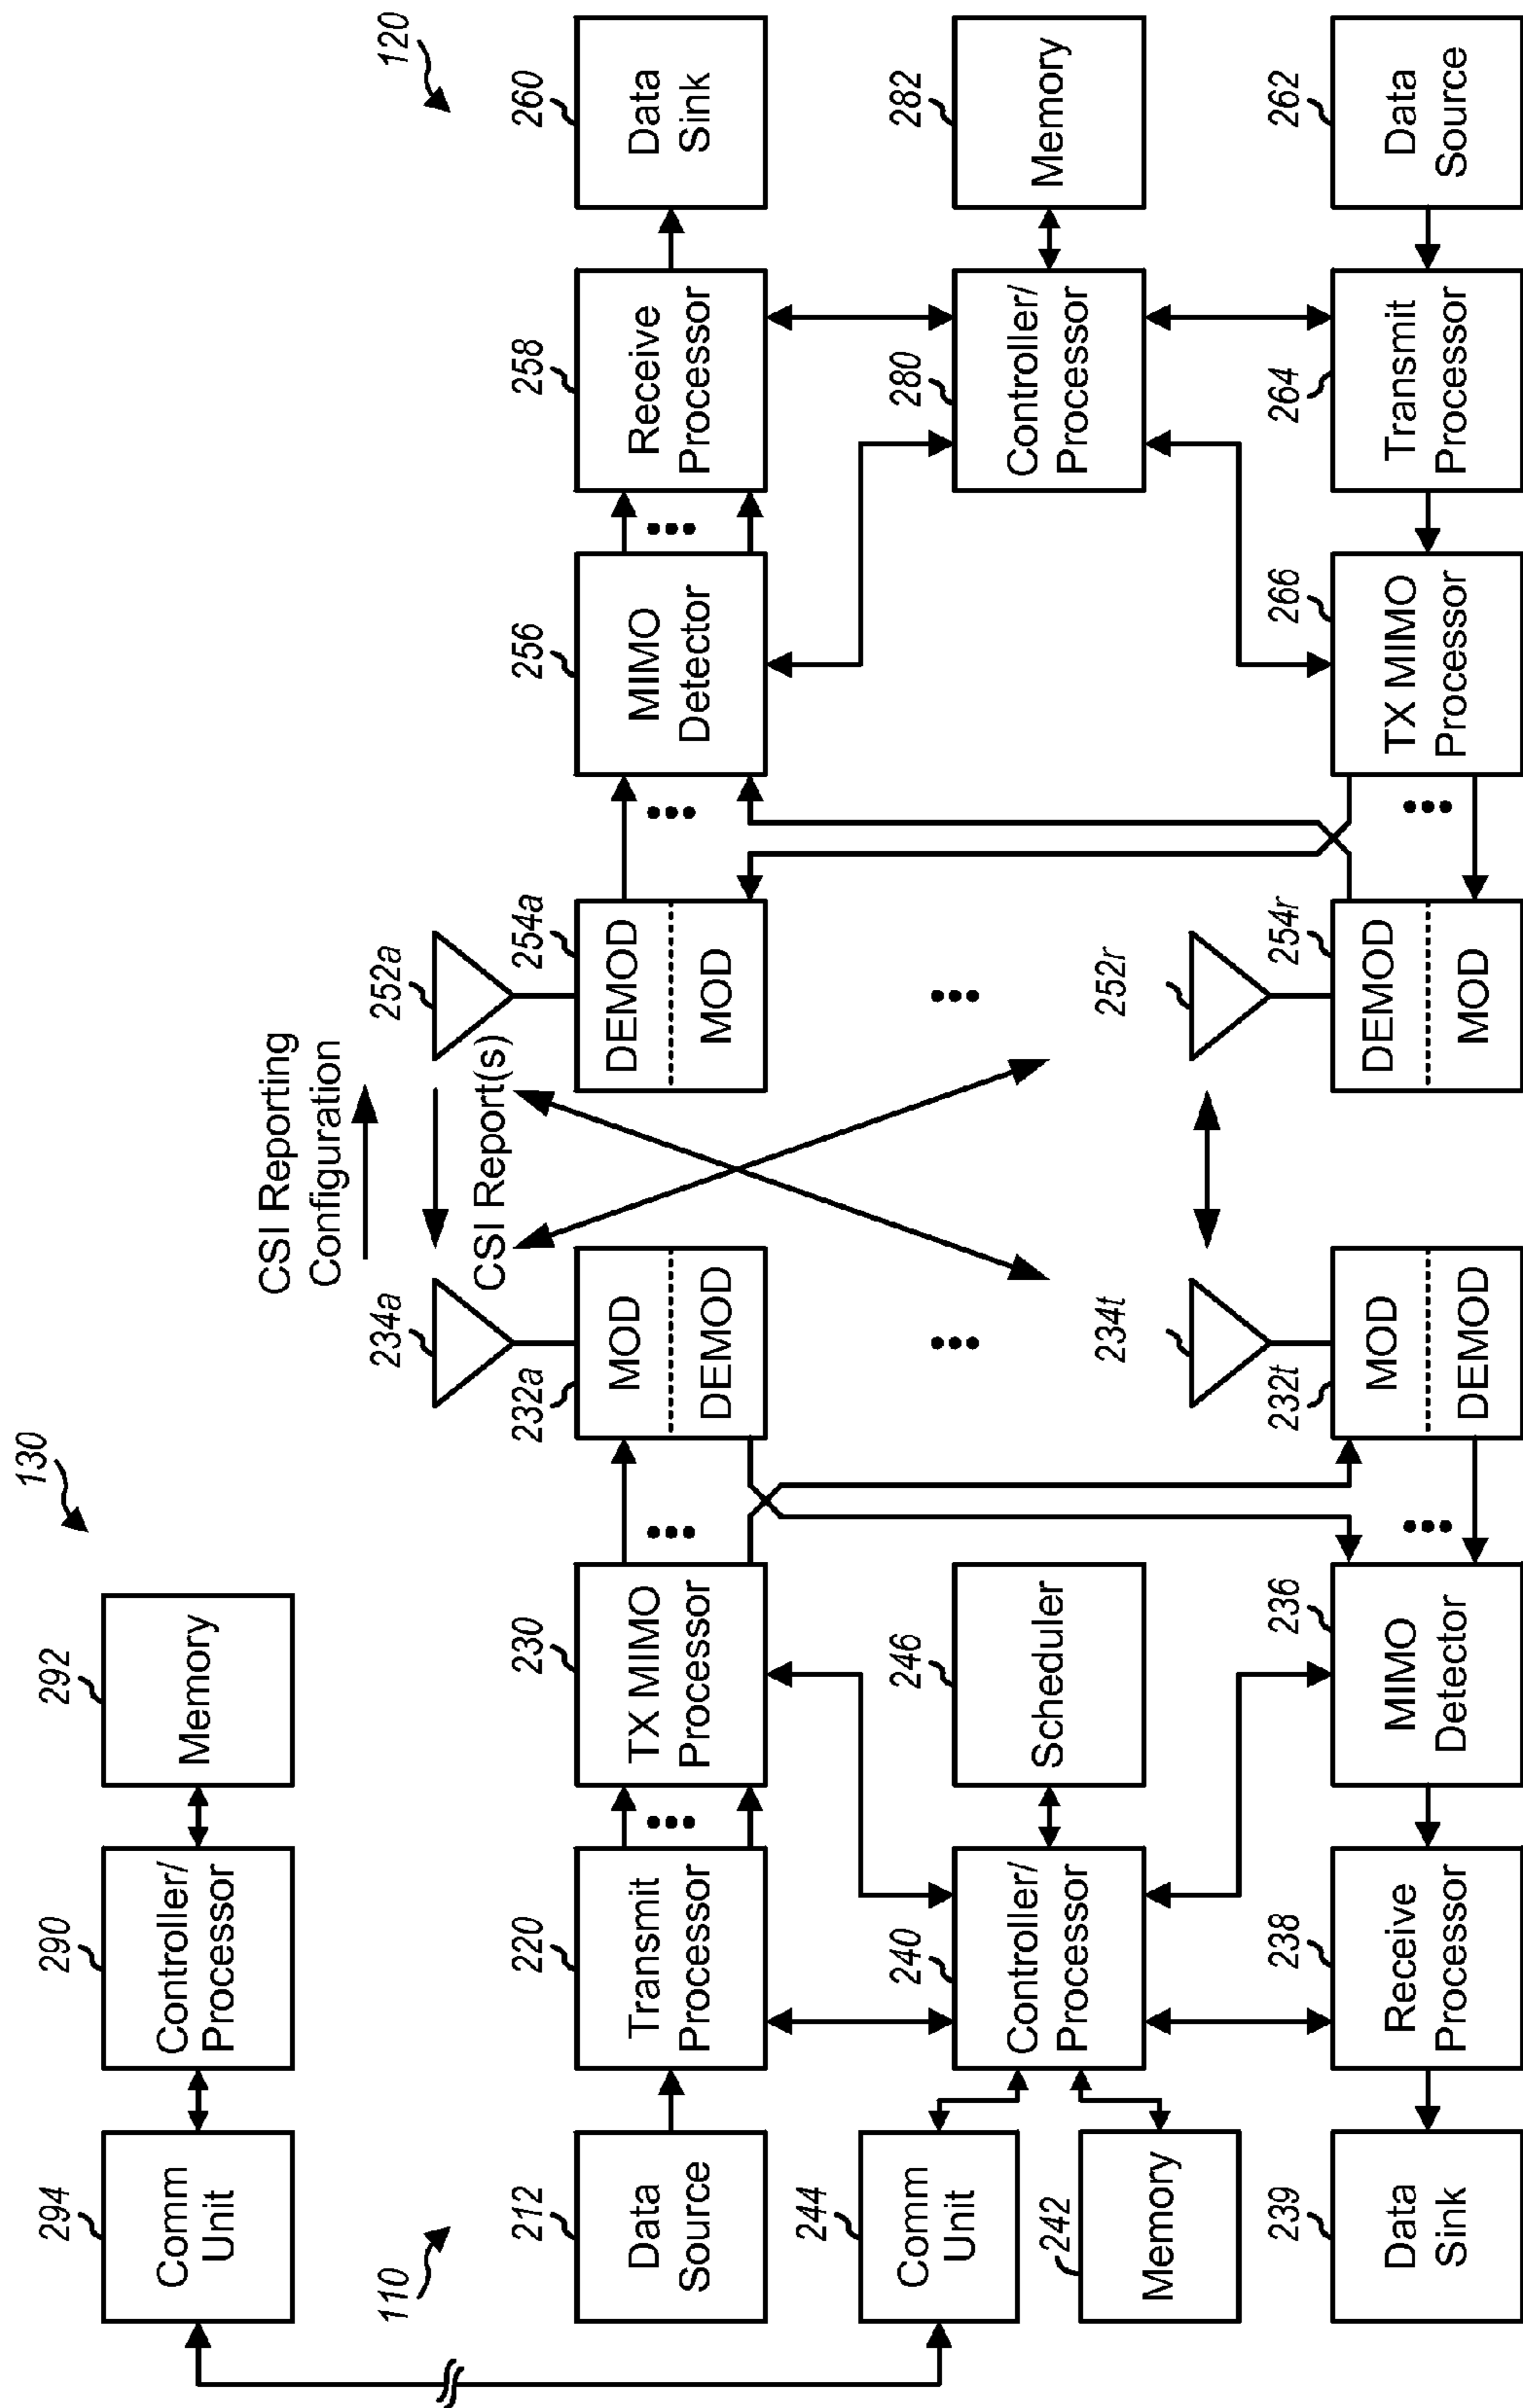 130
294
290
292
Comm
Unit
Controller/
Processor
Memory
110
120
CSI Reporting
Configuration
234a
252a
CSI Report(s)
212
220
230
232a
254a
256
258
260
Data
Source
Transmit
Processor
TX MIMO
Processor
MOD
DEMOD
DEMOD
MOD
MIMO
Detector
Receive
Processor
Data
Sink
244
240
246
280
282
Comm
Unit
242
Memory
Controller/
Processor
Scheduler
Controller/
Processor
Memory
234t
252r
239
238
236
232t
254r
266
264
262
Data
Sink
Receive
Processor
MIMO
Detector
MOD
DEMOD
DEMOD
MOD
TX MIMO
Processor
Transmit
Processor
Data
Source